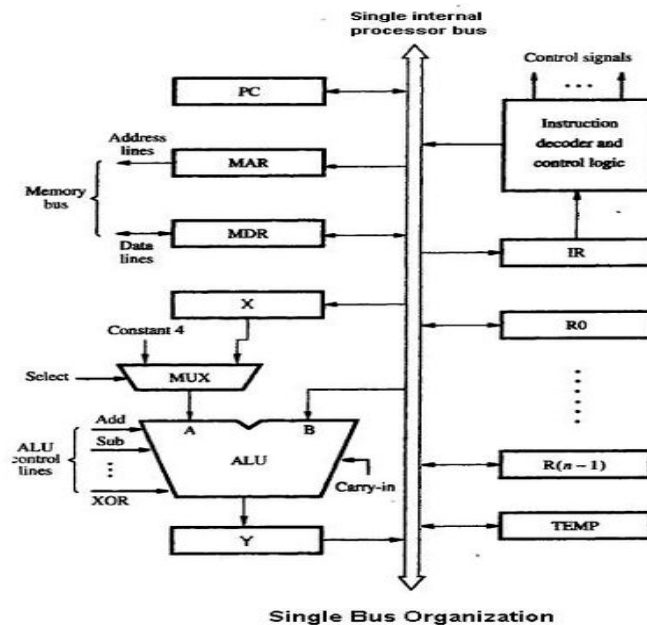 Single internal
processor bus
Control signals
...
PC
Instruction
decoder and
control logic
Address
lines
MAR
Memory
bus
MDR
Data
lines
IR
X
Constant 4
R0
MUX
Select
Add
A
B
Sub
ALU
control
lines
ALU
XOR
Carry-in
R(n − 1)
Y
TEMP
Single Bus Organization